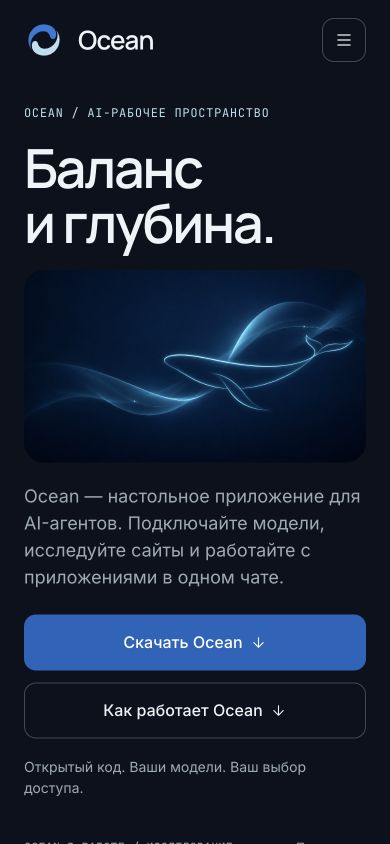 Ocean
OCEAN / AI-РАБОЧЕЕ ПРОСТРАНСТВО
Баланс
и глубина.
Ocean — настольное приложение для
AI-агентов. Подключайте модели,
исследуйте сайты и работайте с
приложениями в одном чате.
Скачать Ocean ↓
Как работает Ocean ↓
Открытый код. Ваши модели. Ваш выбор
доступа.